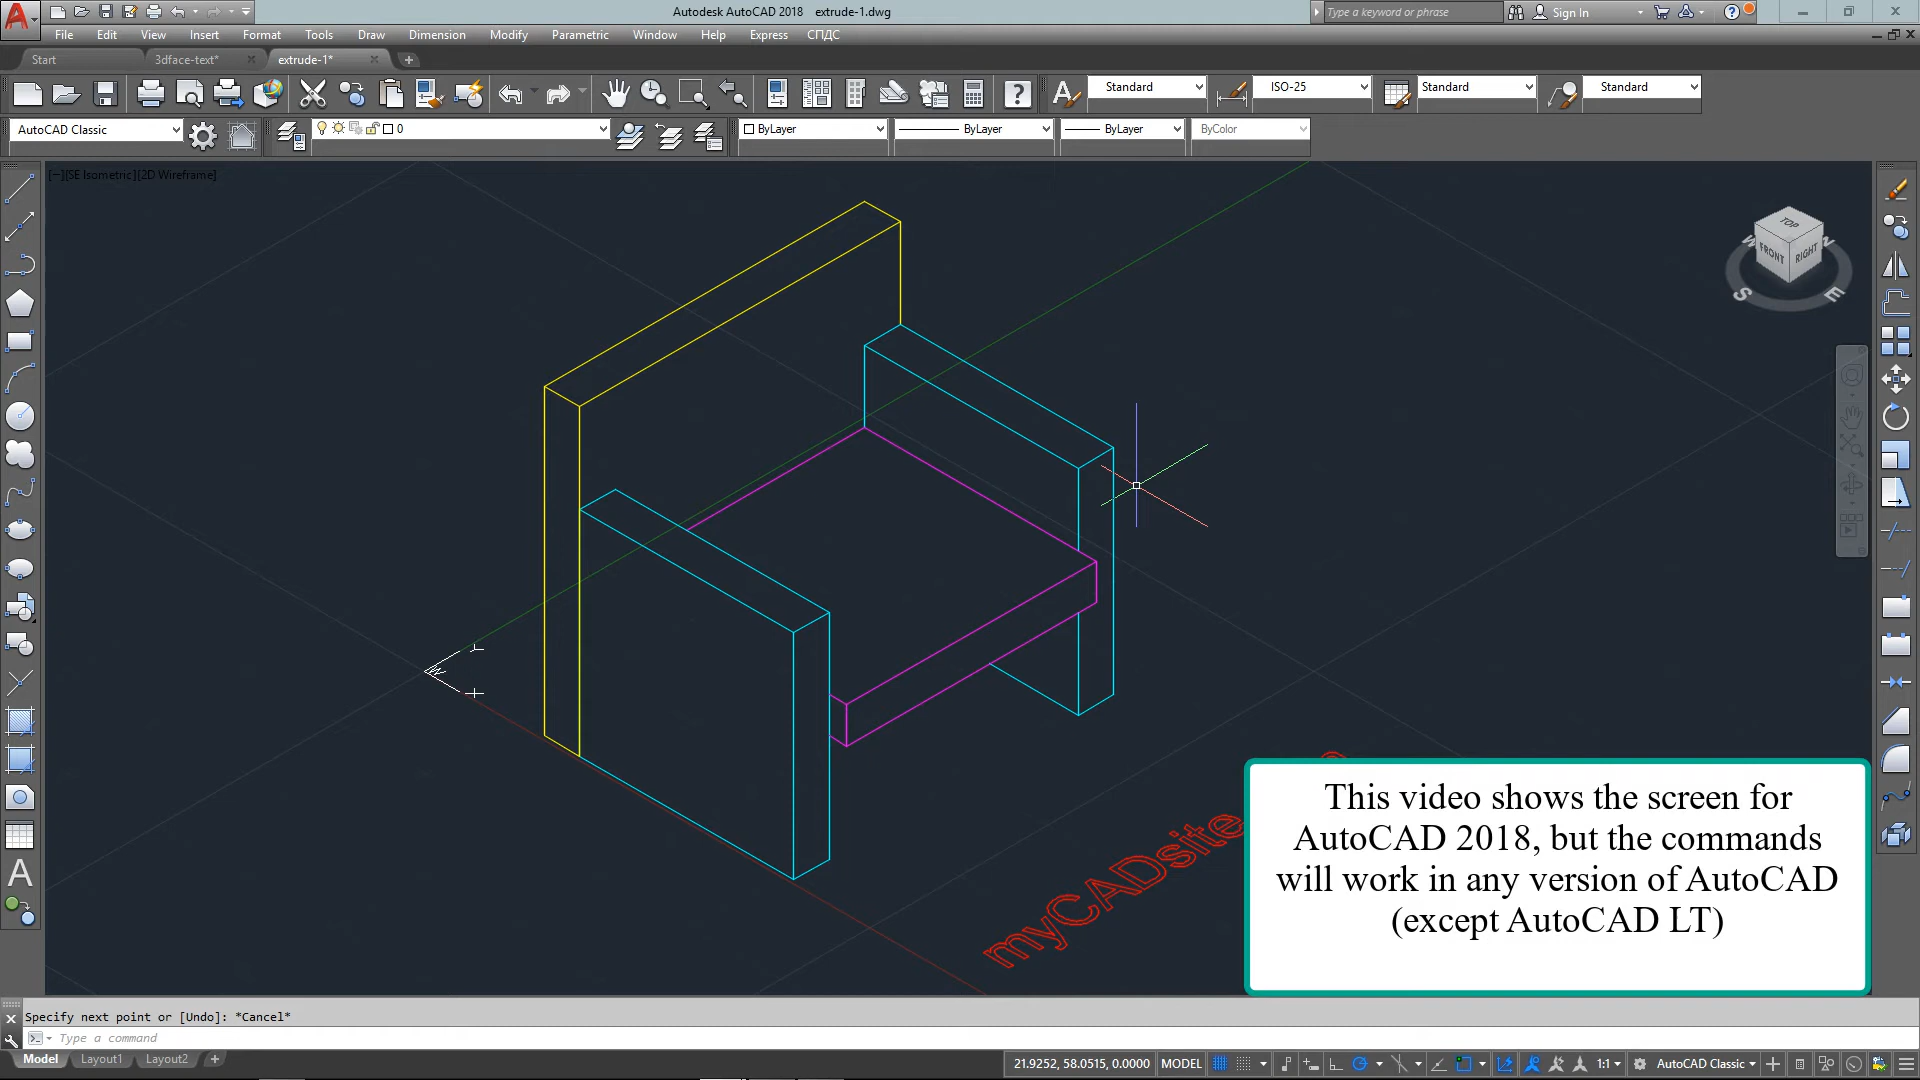 Autodesk AutoCAD 2018 extrude-1.dwg
Type a keyword or phrase
Sign In
File Edit View Insert Format Tools Draw Dimension Modify Parametric Window Help Express СПДС
Start 3dface-text* extrude-1*
Standard ISO-25 Standard Standard
AutoCAD Classic 0 ByLayer ByLayer ByLayer ByColor
[−][SE Isometric][2D Wireframe]
TOP
FRONT RIGHT
S E
W
myCADsite
This video shows the screen for
AutoCAD 2018, but the commands
will work in any version of AutoCAD
(except AutoCAD LT)
Specify next point or [Undo]: *Cancel*
Type a command
Model Layout1 Layout2 +
21.9252, 58.0515, 0.0000 MODEL 1:1 AutoCAD Classic